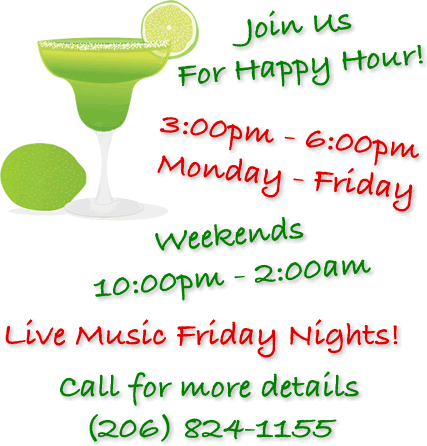 Join Us
For Happy Hour!
3:00pm - 6:00pm
Monday - Friday
Weekends
10:00pm - 2:00am
Live Music Friday Nights!
Call for more details
(206) 824-1155